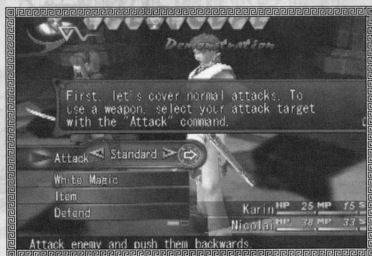 Demonstration
First, let's cover normal attacks. To
use a weapon, select your attack target
with the "Attack" command.
Attack Standard
White Magic
Item
Defend
Karin HP 25 MP 15 S
Nicolai HP 38 MP 33 S
Attack enemy and push them backwards.